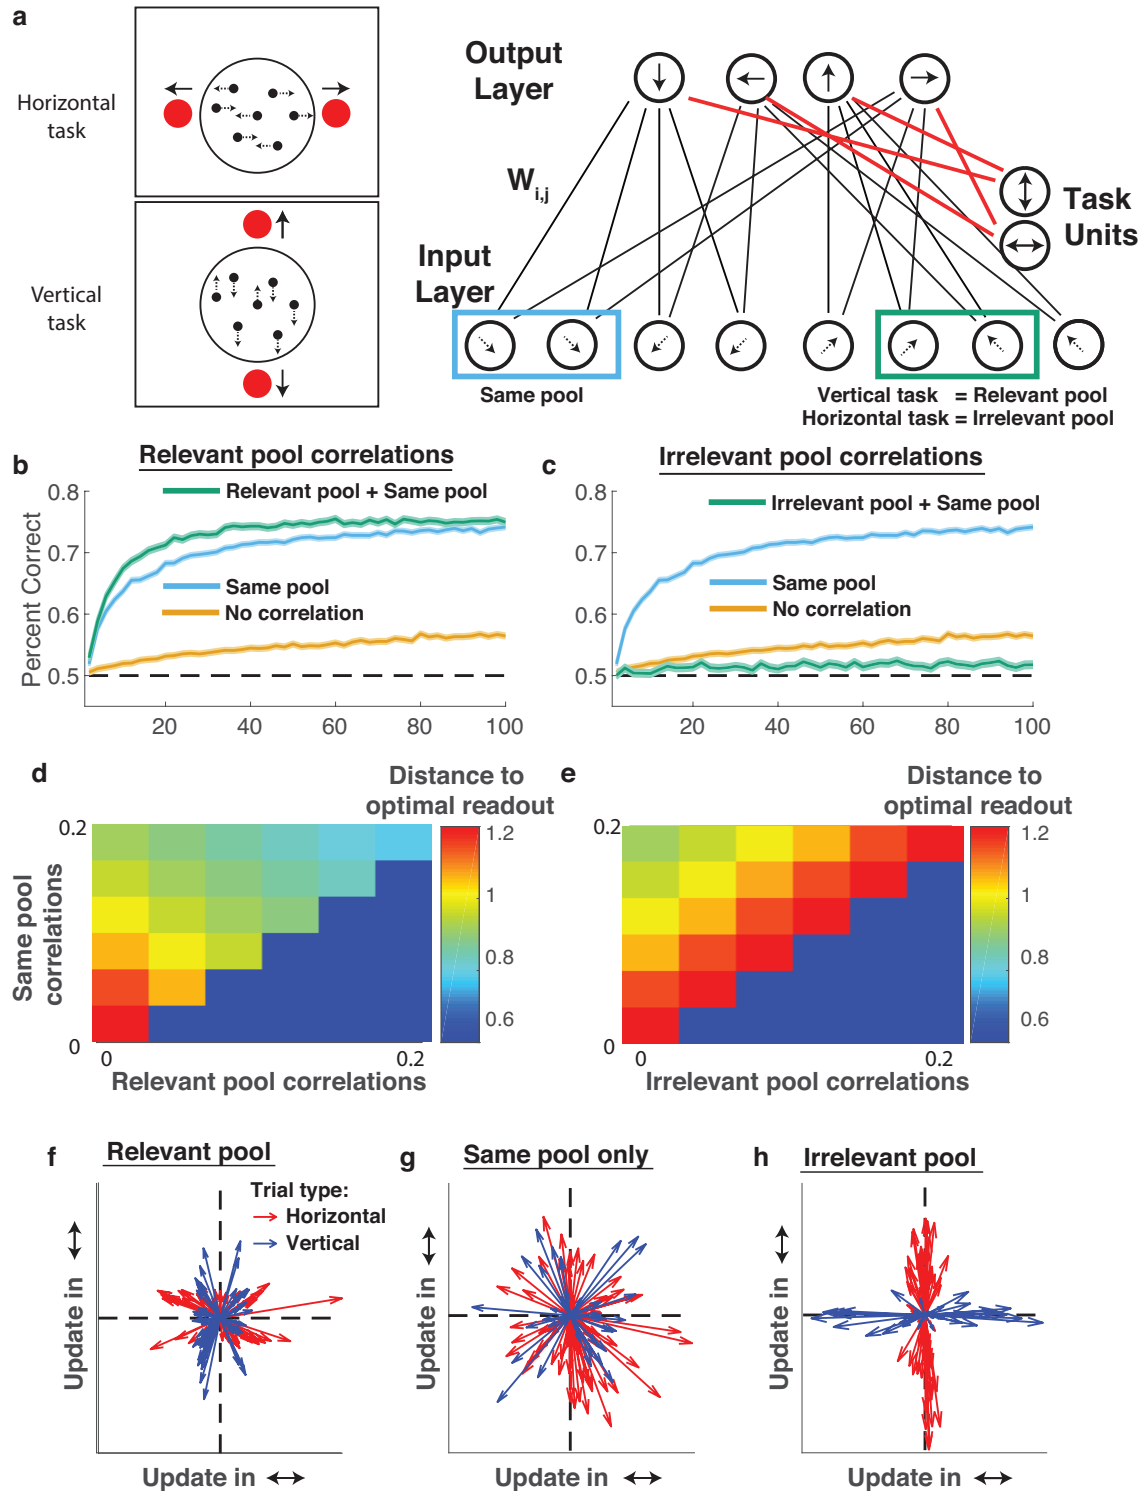 a
Horizontal
task
Vertical
task
Output
Layer
Wi,j
Input
Layer
Task
Units
Same pool
Vertical task = Relevant pool
Horizontal task = Irrelevant pool
b
Relevant pool correlations
Percent Correct
0.8
0.7
0.6
0.5
Relevant pool + Same pool
Same pool
No correlation
20
40
60
80
100
c
Irrelevant pool correlations
0.8
0.7
0.6
0.5
Irrelevant pool + Same pool
Same pool
No correlation
20
40
60
80
100
d
Distance to
optimal readout
Same pool
correlations
0.2
0
0
0.2
Relevant pool correlations
1.2
1
0.8
0.6
e
Distance to
optimal readout
0.2
0
0
0.2
Irrelevant pool correlations
1.2
1
0.8
0.6
f
Relevant pool
Trial type:
Horizontal
Vertical
Update in
Update in
g
Same pool only
Update in
Update in
h
Irrelevant pool
Update in
Update in